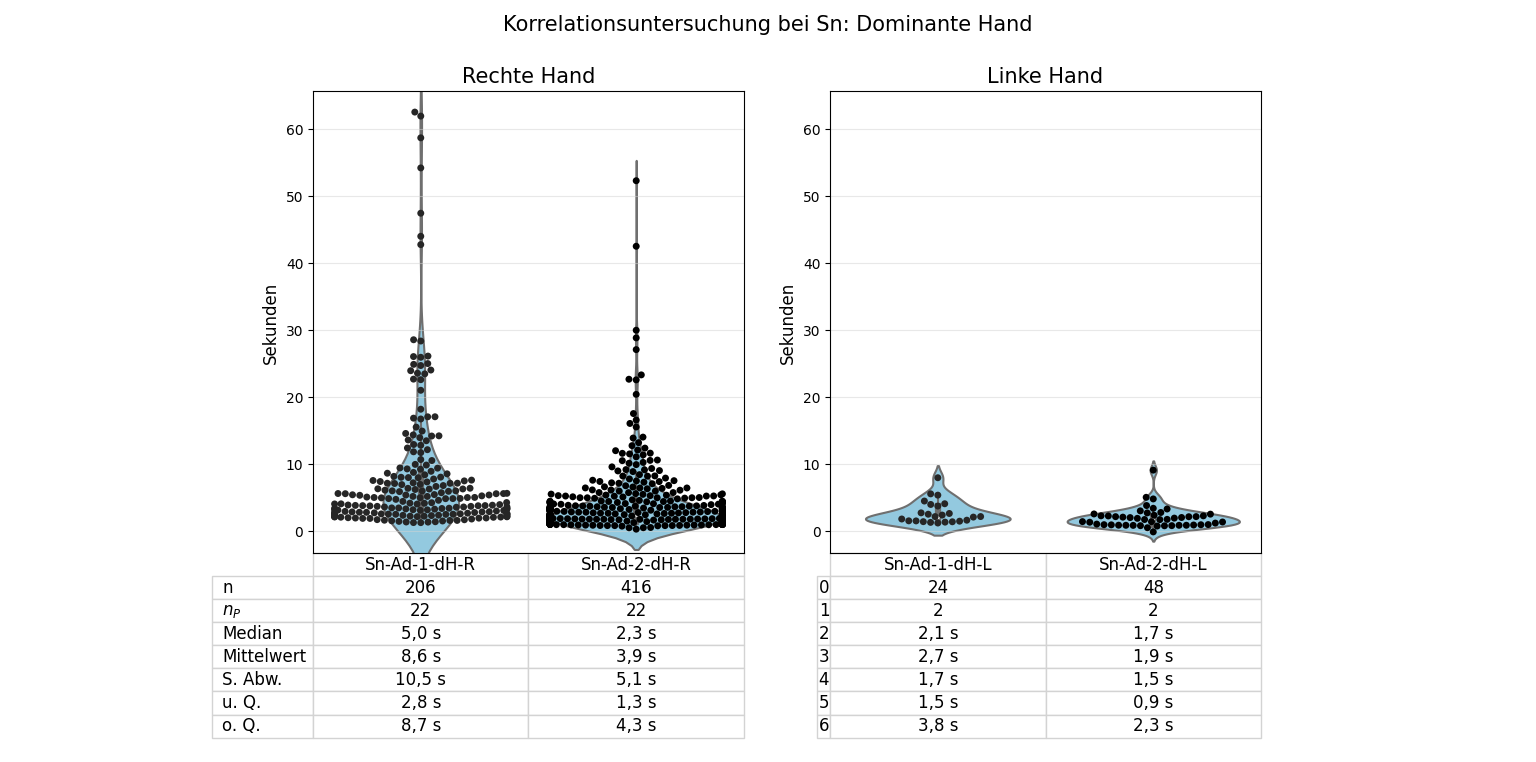 Korrelationsuntersuchung bei Sn: Dominante Hand
Rechte Hand
Sekunden
60
50
40
30
20
10
0
Sn-Ad-1-dH-R Sn-Ad-2-dH-R
n 206 416
n_P 22 22
Median 5,0 s 2,3 s
Mittelwert 8,6 s 3,9 s
S. Abw. 10,5 s 5,1 s
u. Q. 2,8 s 1,3 s
o. Q. 8,7 s 4,3 s
Linke Hand
Sekunden
60
50
40
30
20
10
0
Sn-Ad-1-dH-L Sn-Ad-2-dH-L
0 24 48
1 2 2
2 2,1 s 1,7 s
3 2,7 s 1,9 s
4 1,7 s 1,5 s
5 1,5 s 0,9 s
6 3,8 s 2,3 s